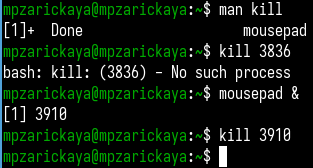 mpzarickaya@mpzarickaya:~$ man kill
[1]+  Done                    mousepad
mpzarickaya@mpzarickaya:~$ kill 3836
bash: kill: (3836) – No such process
mpzarickaya@mpzarickaya:~$ mousepad &
[1] 3910
mpzarickaya@mpzarickaya:~$ kill 3910
mpzarickaya@mpzarickaya:~$